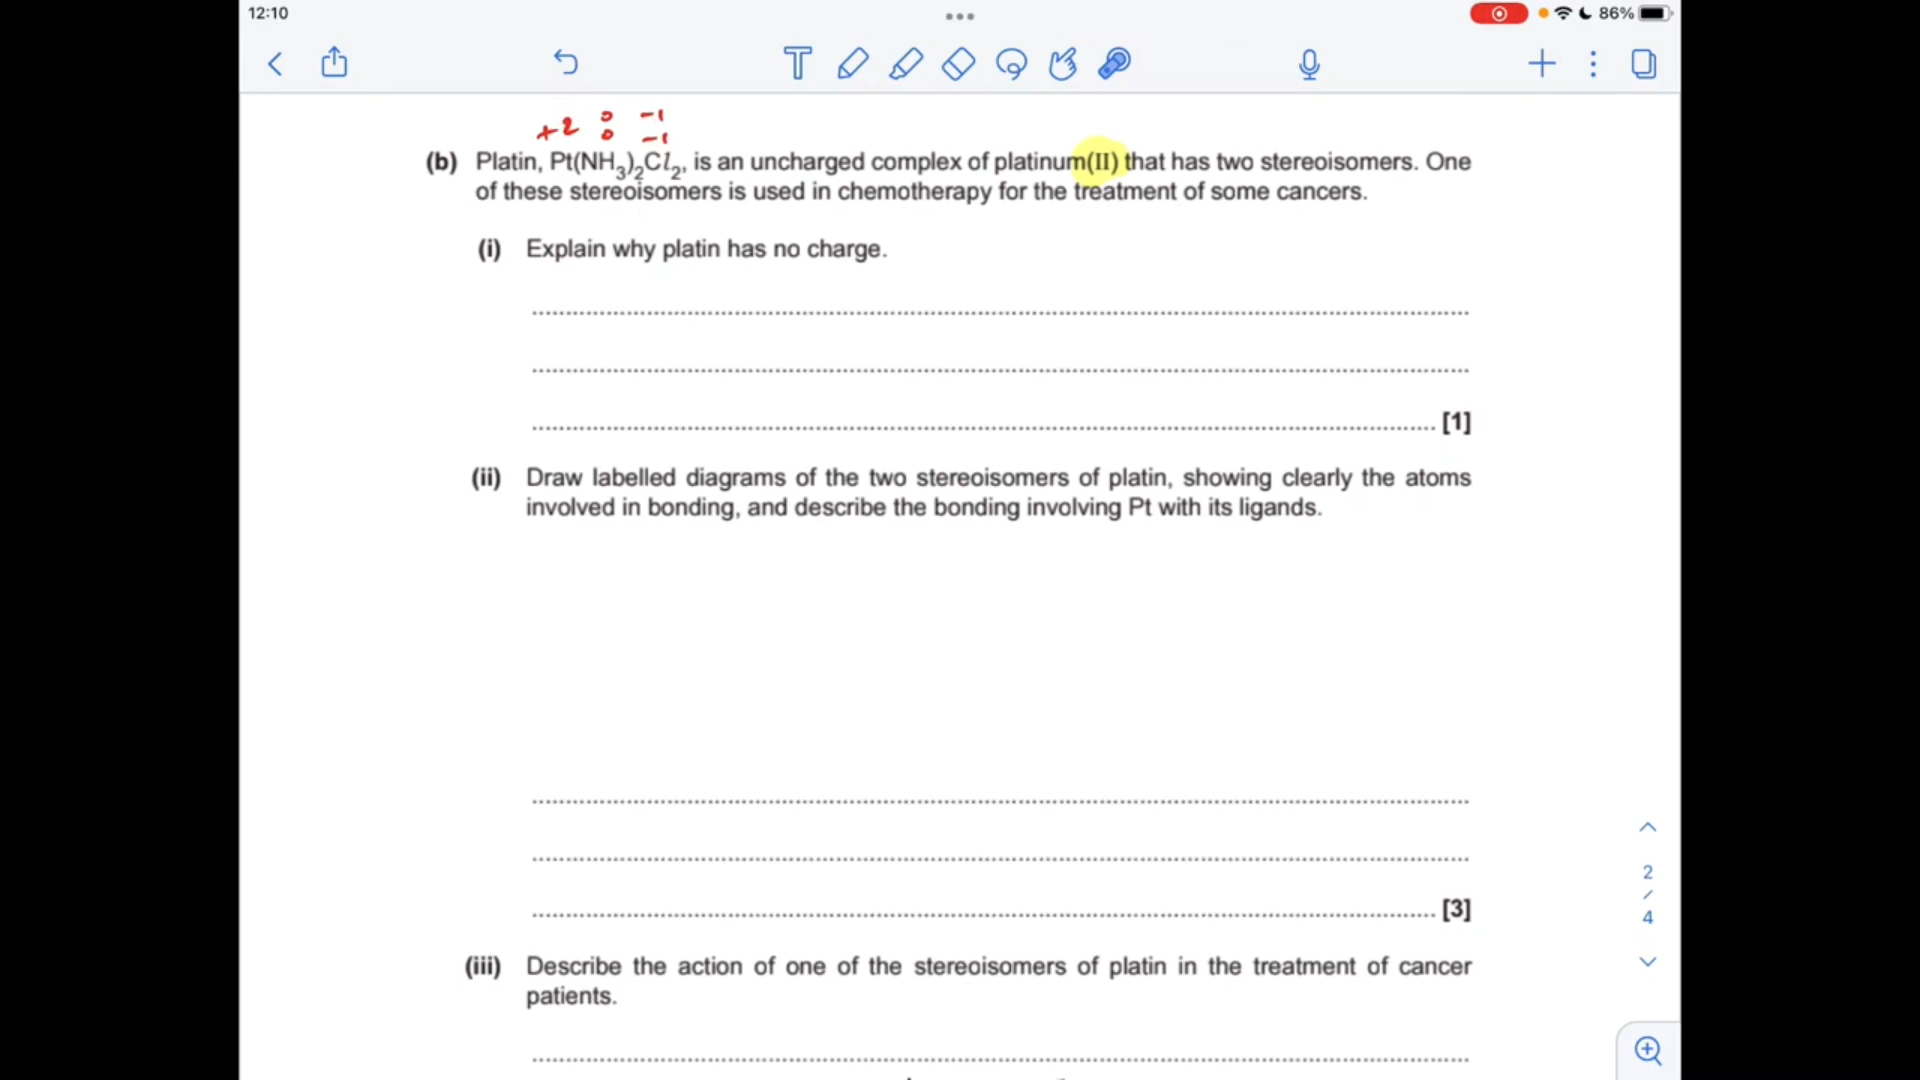 12:10
86%
+2 0 -1
0 -1
(b) Platin, Pt(NH₃)₂Cl₂, is an uncharged complex of platinum(II) that has two stereoisomers. One
of these stereoisomers is used in chemotherapy for the treatment of some cancers.
(i) Explain why platin has no charge.
[1]
(ii) Draw labelled diagrams of the two stereoisomers of platin, showing clearly the atoms
involved in bonding, and describe the bonding involving Pt with its ligands.
[3]
(iii) Describe the action of one of the stereoisomers of platin in the treatment of cancer
patients.
2
/
4